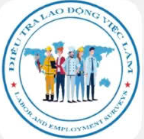 ĐIỀU TRA LAO ĐỘNG VIỆC LÀM
LABOR AND EMPLOYMENT SURVEYS